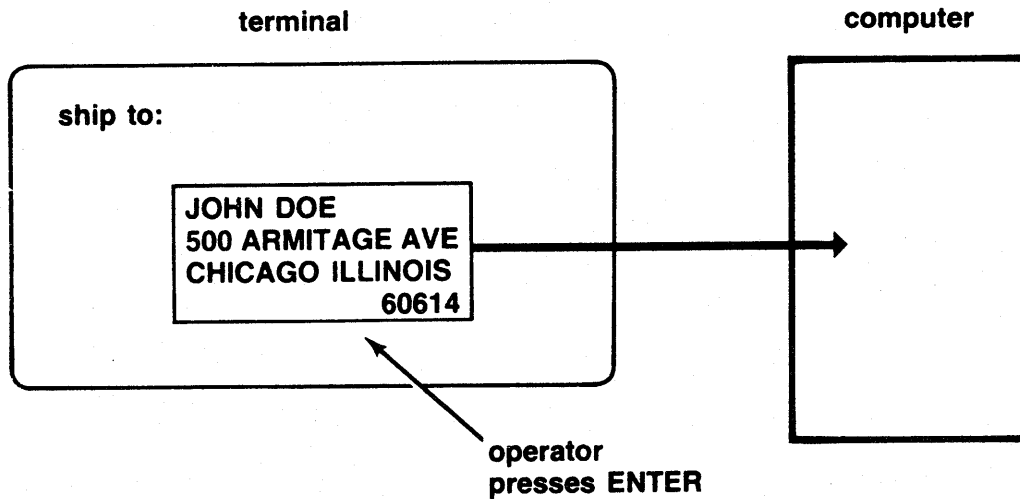 terminal
computer
ship to:
JOHN DOE
500 ARMITAGE AVE
CHICAGO ILLINOIS
60614
operator
presses ENTER